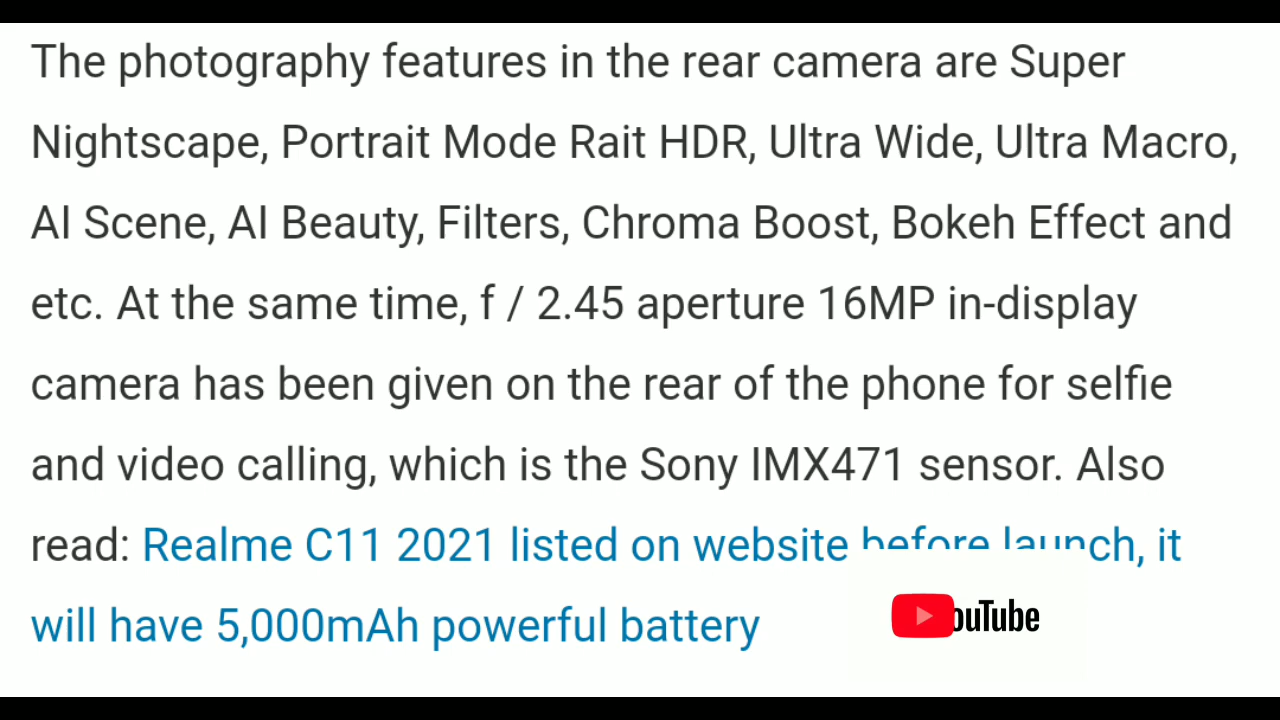 The photography features in the rear camera are Super
Nightscape, Portrait Mode Rait HDR, Ultra Wide, Ultra Macro,
AI Scene, AI Beauty, Filters, Chroma Boost, Bokeh Effect and
etc. At the same time, f / 2.45 aperture 16MP in-display
camera has been given on the rear of the phone for selfie
and video calling, which is the Sony IMX471 sensor. Also
read: Realme C11 2021 listed on website before launch, it
will have 5,000mAh powerful battery
ouTube